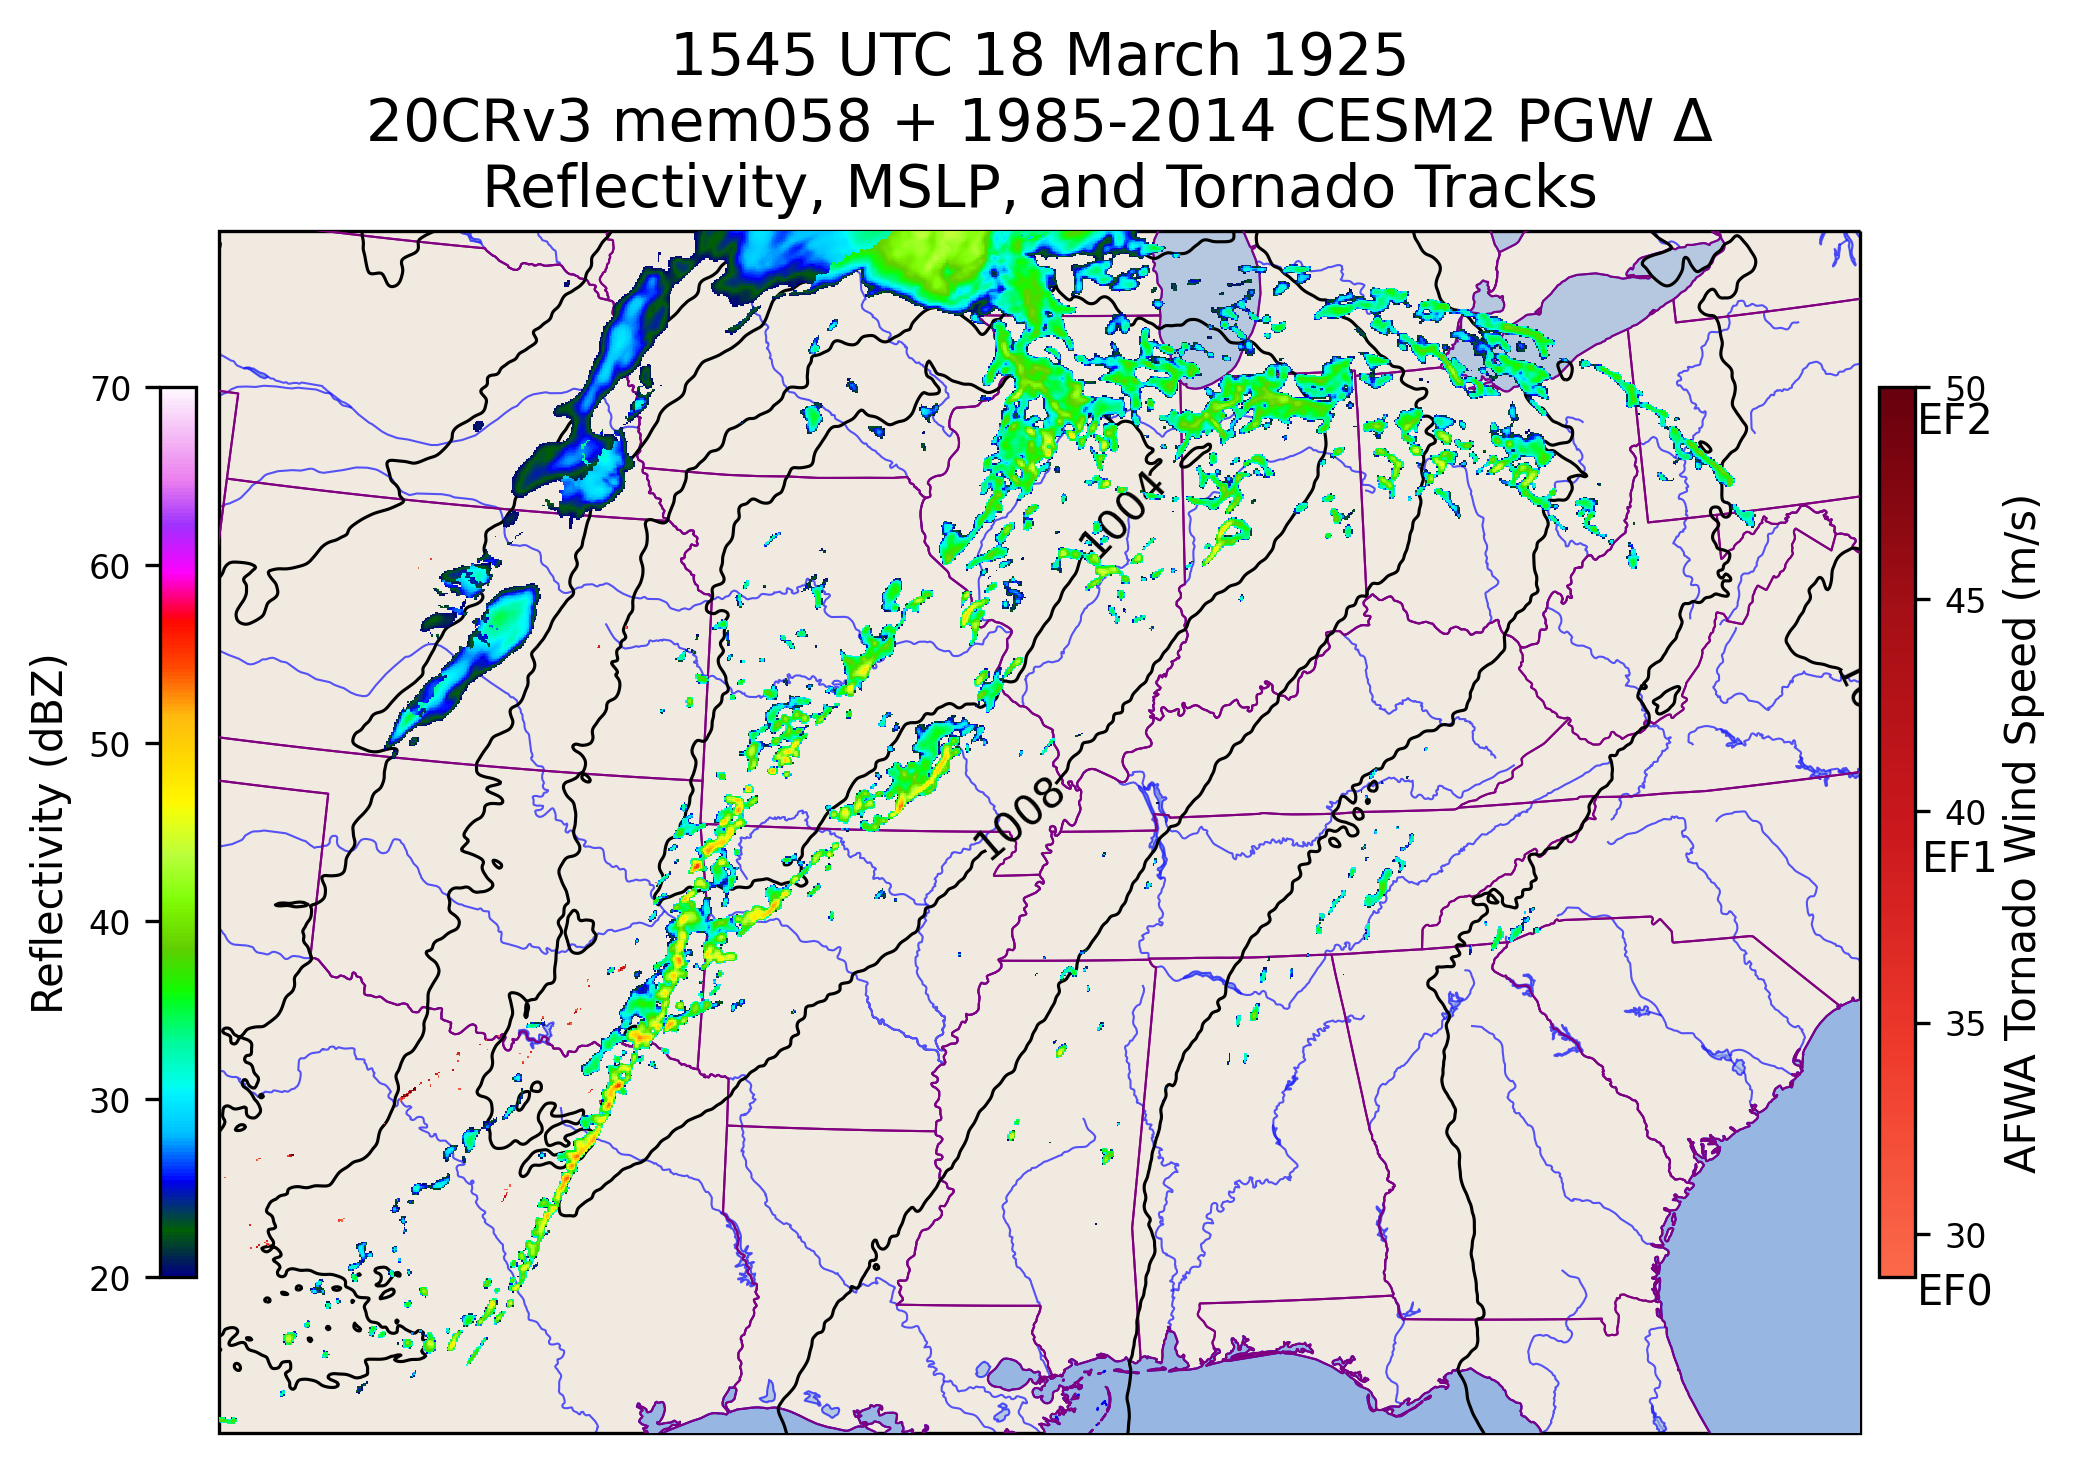 1545 UTC 18 March 1925
20CRv3 mem058 + 1985-2014 CESM2 PGW Δ
Reflectivity, MSLP, and Tornado Tracks
Reflectivity (dBZ)
70
60
50
40
30
20
1004
1008
50
EF2
45
40
EF1
35
30
EF0
AFWA Tornado Wind Speed (m/s)